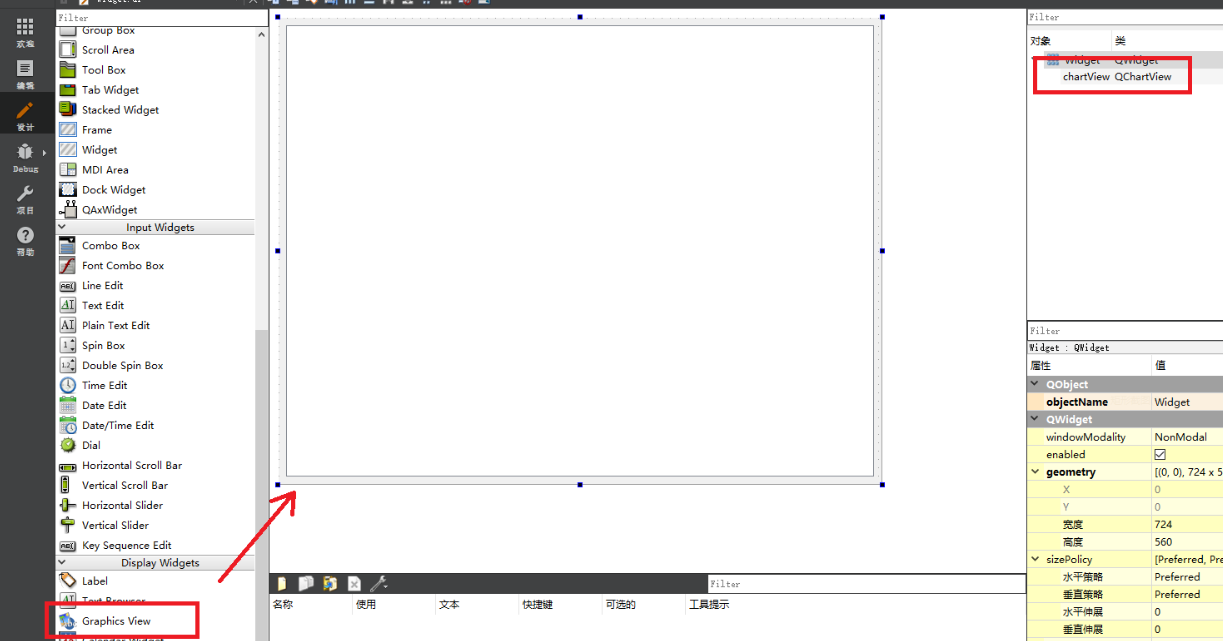 widget.ui
欢迎
编辑
设计
Debug
项目
帮助
Filter
Group Box
Scroll Area
Tool Box
Tab Widget
Stacked Widget
Frame
Widget
MDI Area
Dock Widget
QAxWidget
Input Widgets
Combo Box
Font Combo Box
Line Edit
Text Edit
Plain Text Edit
Spin Box
Double Spin Box
Time Edit
Date Edit
Date/Time Edit
Dial
Horizontal Scroll Bar
Vertical Scroll Bar
Horizontal Slider
Vertical Slider
Key Sequence Edit
Display Widgets
Label
Text Browser
Graphics View
Calendar Widget
Filter
名称 使用 文本 快捷键 可选的 工具提示
Filter
对象 类
Widget QWidget
chartView QChartView
Filter
Widget : QWidget
属性 值
QObject
objectName Widget
QWidget
windowModality NonModal
enabled
geometry [(0, 0), 724 x 5
X 0
Y 0
宽度 724
高度 560
sizePolicy [Preferred, Pre
水平策略 Preferred
垂直策略 Preferred
水平伸展 0
垂直伸展 0